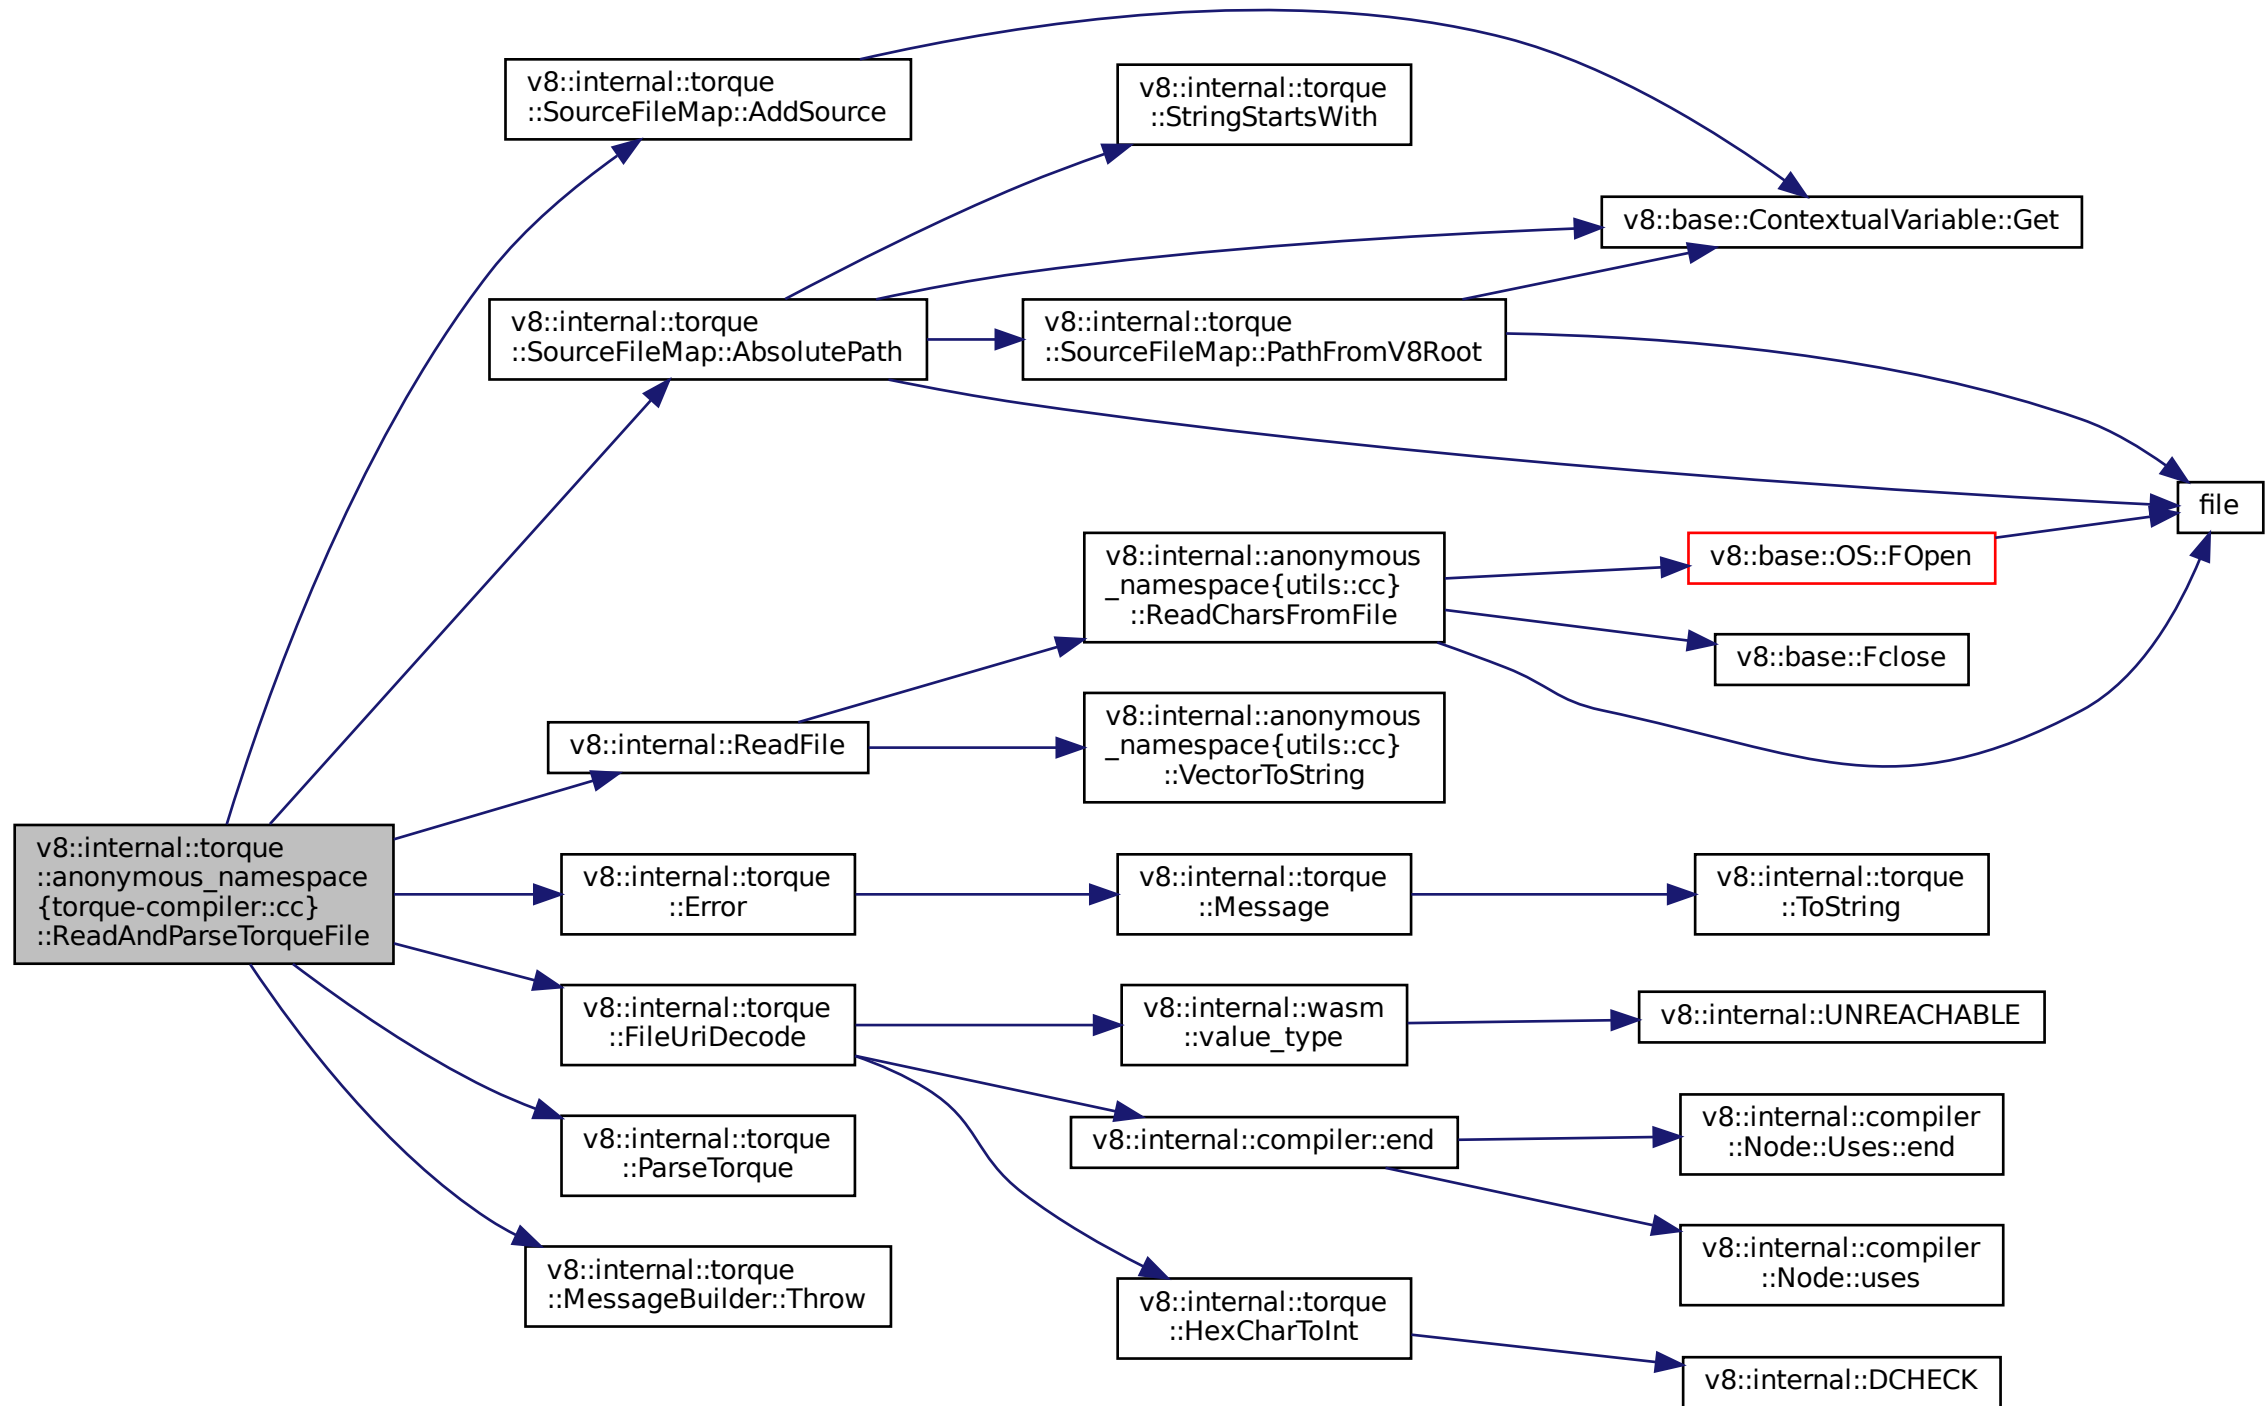 v8::internal::torque
::SourceFileMap::AddSource
v8::internal::torque
::StringStartsWith
v8::base::ContextualVariable::Get
v8::internal::torque
::SourceFileMap::AbsolutePath
v8::internal::torque
::SourceFileMap::PathFromV8Root
file
v8::internal::anonymous
_namespace{utils::cc}
::ReadCharsFromFile
v8::base::OS::FOpen
v8::base::Fclose
v8::internal::ReadFile
v8::internal::anonymous
_namespace{utils::cc}
::VectorToString
v8::internal::torque
::anonymous_namespace
{torque-compiler::cc}
::ReadAndParseTorqueFile
v8::internal::torque
::Error
v8::internal::torque
::Message
v8::internal::torque
::ToString
v8::internal::torque
::FileUriDecode
v8::internal::wasm
::value_type
v8::internal::UNREACHABLE
v8::internal::torque
::ParseTorque
v8::internal::compiler::end
v8::internal::compiler
::Node::Uses::end
v8::internal::compiler
::Node::uses
v8::internal::torque
::MessageBuilder::Throw
v8::internal::torque
::HexCharToInt
v8::internal::DCHECK